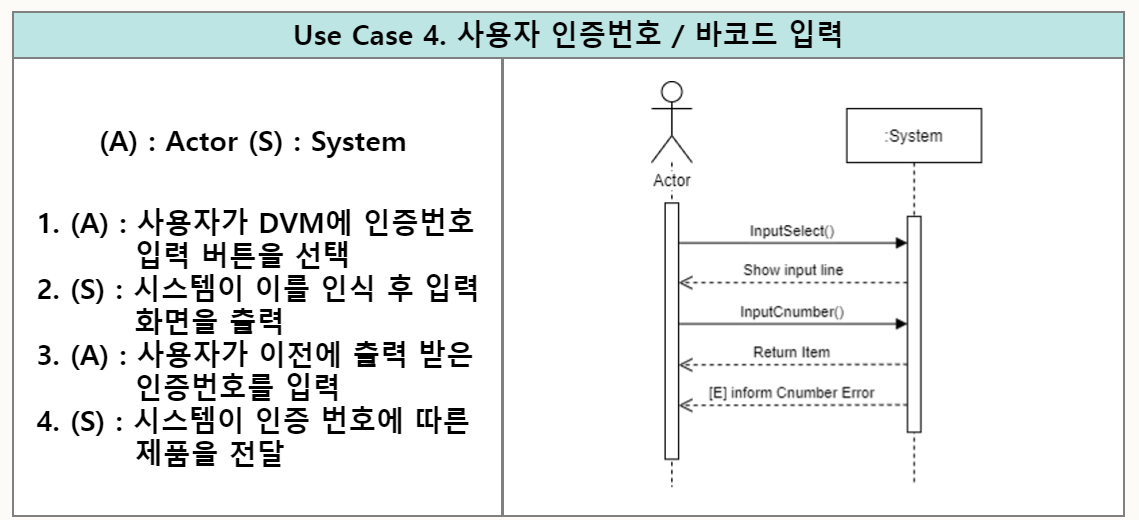 Use Case 4. 사용자 인증번호 / 바코드 입력
(A) : Actor (S) : System
1. (A) : 사용자가 DVM에 인증번호
입력 버튼을 선택
2. (S) : 시스템이 이를 인식 후 입력
화면을 출력
3. (A) : 사용자가 이전에 출력 받은
인증번호를 입력
4. (S) : 시스템이 인증 번호에 따른
제품을 전달
:System
Actor
InputSelect()
Show input line
InputCnumber()
Return Item
[E] inform Cnumber Error